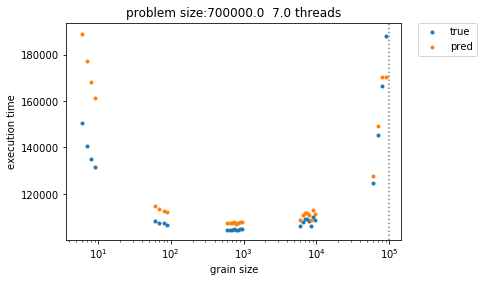 problem size:700000.0  7.0 threads
true
pred
180000
160000
140000
120000
execution time
10^1
10^2
10^3
10^4
10^5
grain size